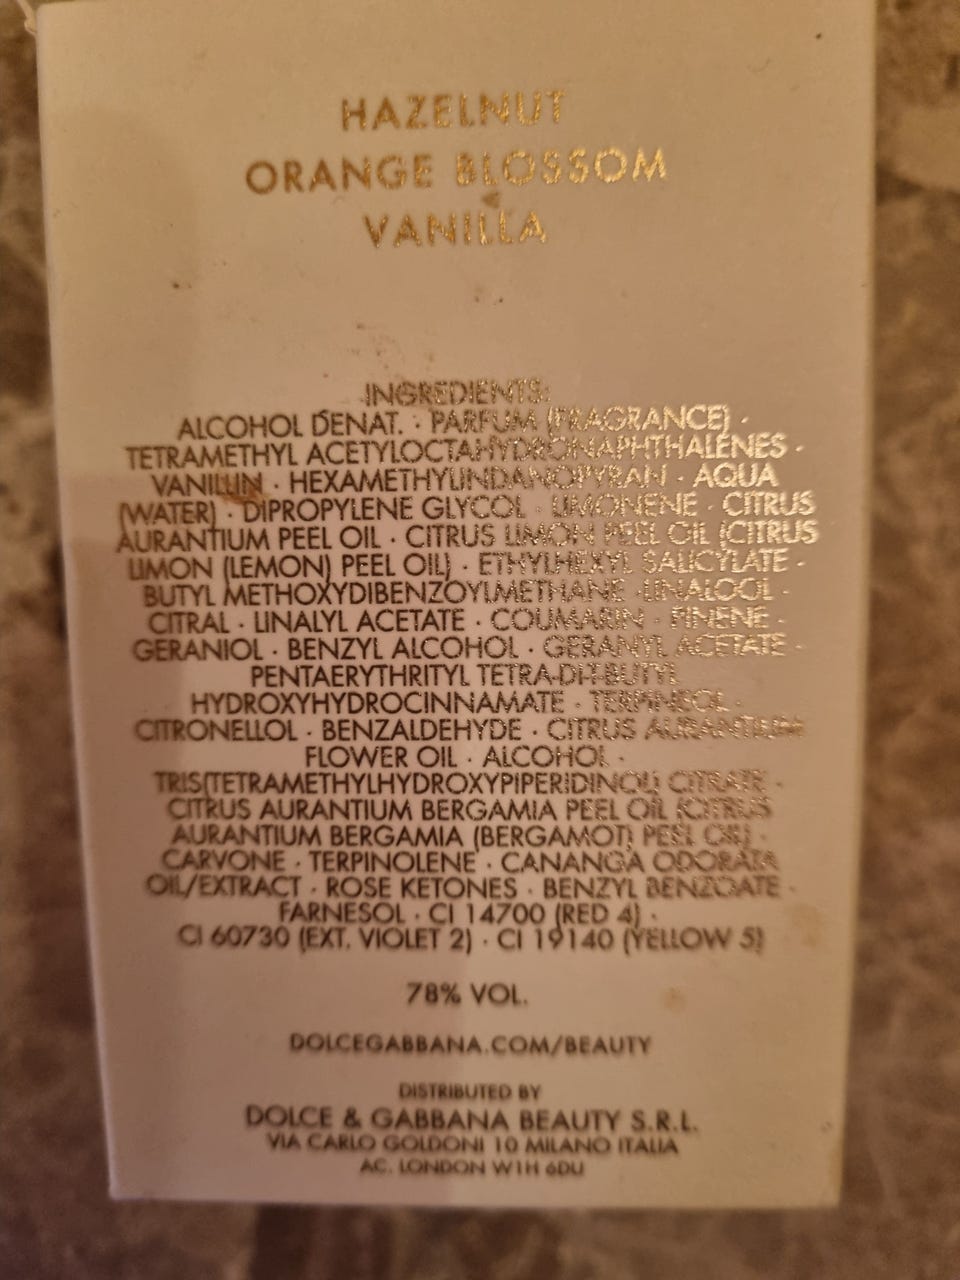 HAZELNUT
ORANGE BLOSSOM
VANILLA
INGREDIENTS:
ALCOHOL DENAT. · PARFUM (FRAGRANCE) ·
TETRAMETHYL ACETYLOCTAHYDRONAPHTHALENES ·
VANILLIN · HEXAMETHYLINDANOPYRAN · AQUA
(WATER) · DIPROPYLENE GLYCOL · LIMONENE · CITRUS
AURANTIUM PEEL OIL · CITRUS LIMON PEEL OIL (CITRUS
LIMON (LEMON) PEEL OIL) · ETHYLHEXYL SALICYLATE ·
BUTYL METHOXYDIBENZOYLMETHANE · LINALOOL ·
CITRAL · LINALYL ACETATE · COUMARIN · PINENE ·
GERANIOL · BENZYL ALCOHOL · GERANYL ACETATE ·
PENTAERYTHRITYL TETRA-DI-T-BUTYL
HYDROXYHYDROCINNAMATE · TERPINEOL ·
CITRONELLOL · BENZALDEHYDE · CITRUS AURANTIUM
FLOWER OIL · ALCOHOL ·
TRIS(TETRAMETHYLHYDROXYPIPERIDINOL) CITRATE ·
CITRUS AURANTIUM BERGAMIA PEEL OIL (CITRUS
AURANTIUM BERGAMIA (BERGAMOT) PEEL OIL) ·
CARVONE · TERPINOLENE · CANANGA ODORATA
OIL/EXTRACT · ROSE KETONES · BENZYL BENZOATE ·
FARNESOL · CI 14700 (RED 4) ·
CI 60730 (EXT. VIOLET 2) · CI 19140 (YELLOW 5)
78% VOL.
DOLCEGABBANA.COM/BEAUTY
DISTRIBUTED BY
DOLCE & GABBANA BEAUTY S.R.L.
VIA CARLO GOLDONI 10 MILANO ITALIA
AC. LONDON W1H 6DU